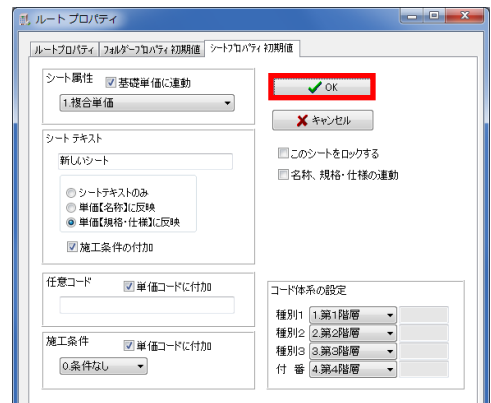 ルート プロパティ
ルートプロパティ フォルダープロパティ初期値 シートプロパティ初期値
シート属性 基礎単価に連動
1.複合単価
OK
キャンセル
シート テキスト
新しいシート
このシートをロックする
名称、規格・仕様の連動
シートテキストのみ
単価【名称】に反映
単価【規格・仕様】に反映
施工条件の付加
任意コード 単価コードに付加
コード体系の設定
種別1 1.第1階層
種別2 2.第2階層
種別3 3.第3階層
付 番 4.第4階層
施工条件 単価コードに付加
0.条件なし